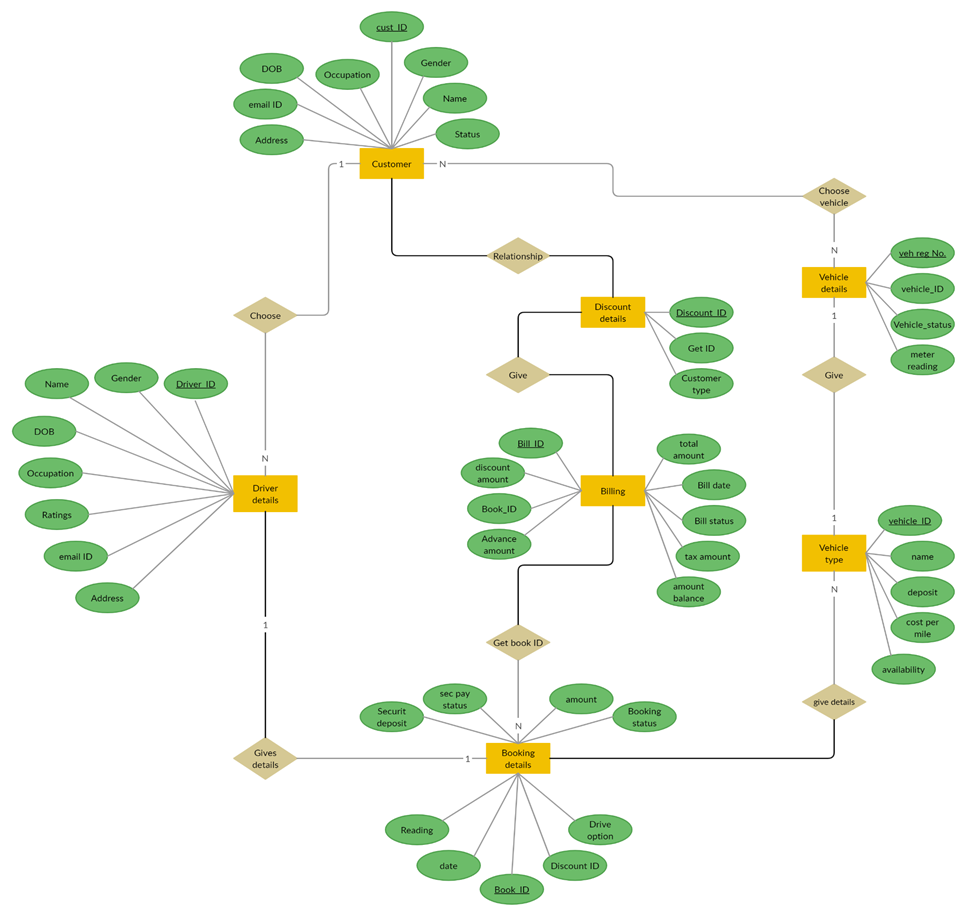 cust_ID
DOB
Occupation
Gender
email ID
Name
Address
Status
1
Customer
N
Choose
vehicle
Relationship
N
veh reg No.
Vehicle
details
vehicle_ID
Discount
details
Discount_ID
Choose
1
Vehicle_status
Get ID
meter
reading
Give
Customer
type
Give
Name
Gender
Driver_ID
DOB
Bill_ID
total
amount
N
Occupation
discount
amount
Bill date
Driver
details
Billing
Book_ID
Ratings
Bill status
1
vehicle_ID
Advance
amount
email ID
tax amount
Vehicle
type
name
Address
amount
balance
N
deposit
1
cost per
mile
Get book ID
availability
sec pay
status
amount
give details
Securit
deposit
N
Booking
status
Gives
details
1
Booking
details
Reading
Drive
option
date
Discount ID
Book_ID